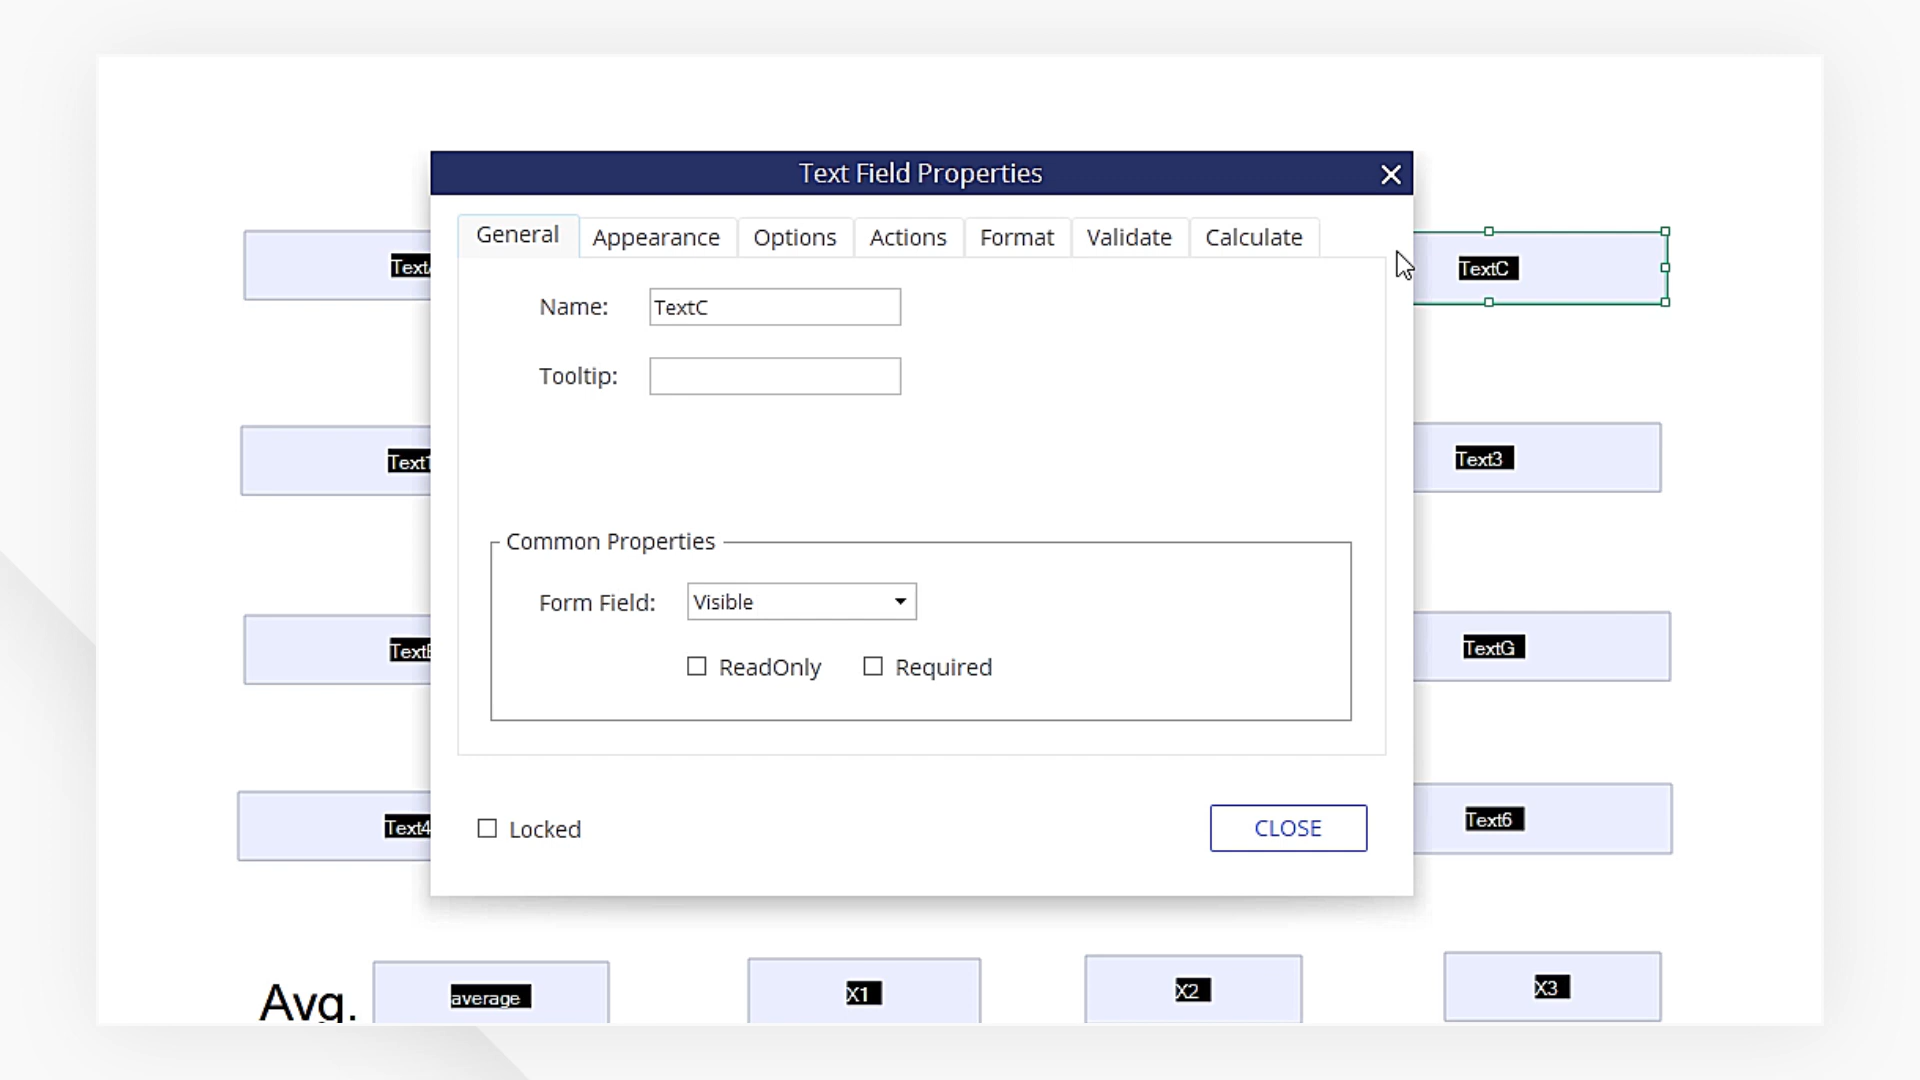 Text Field Properties
General Appearance Options Actions Format Validate Calculate
TextC
Name: TextC
Tooltip:
Text1
Text3
Common Properties
Form Field: Visible
ReadOnly Required
TextG
Text4
Locked
CLOSE
Text6
Avg. average X1 X2 X3